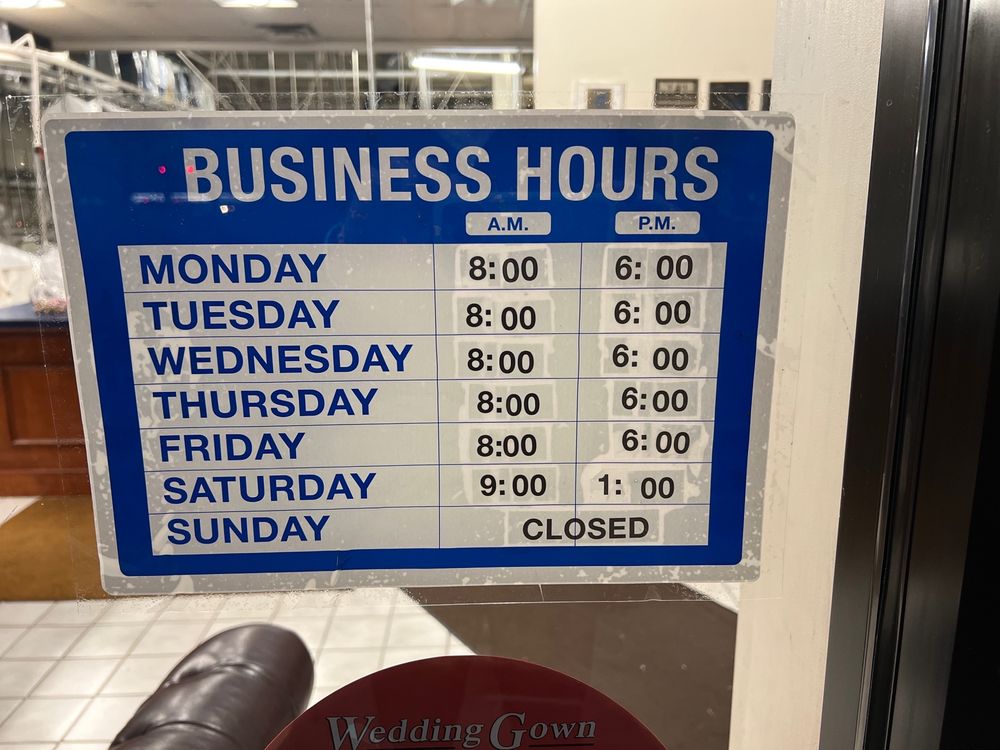 BUSINESS HOURS
A.M. P.M.
MONDAY 8:00 6:00
TUESDAY 8:00 6:00
WEDNESDAY 8:00 6:00
THURSDAY 8:00 6:00
FRIDAY 8:00 6:00
SATURDAY 9:00 1:00
SUNDAY CLOSED
Wedding Gown